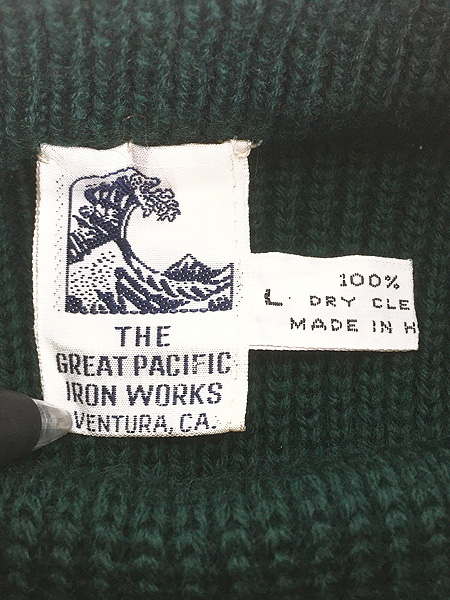 THE
GREAT PACIFIC
IRON WORKS
VENTURA, CA.
100%
L. DRY CLE
MADE IN H